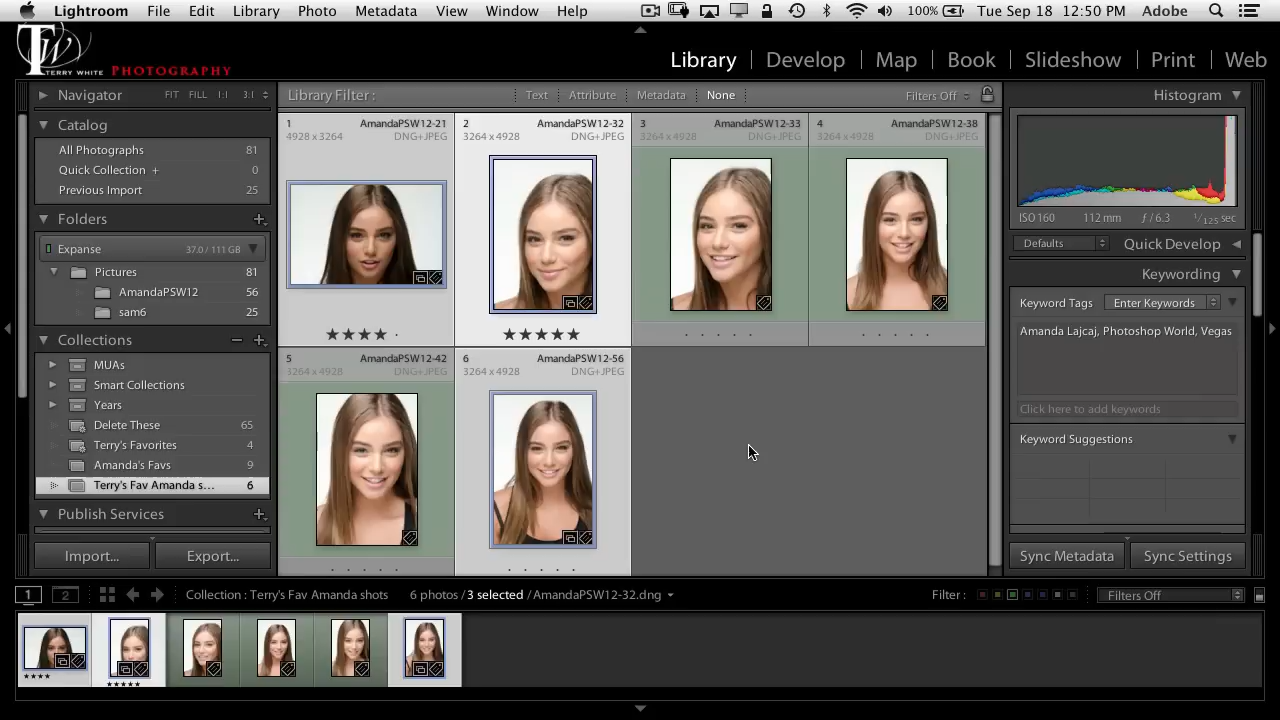 Lightroom File Edit Library Photo Metadata View Window Help 100% Tue Sep 18 12:50 PM Adobe
TW
TERRY WHITE PHOTOGRAPHY
Library Develop Map Book Slideshow Print Web
Navigator FIT FILL 1:1 3:1
Catalog
All Photographs 81
Quick Collection + 0
Previous Import 25
Folders
Expanse 37.0 / 111 GB
Pictures 81
AmandaPSW12 56
sam6 25
Collections
MUAs
Smart Collections
Years
Delete These 65
Terry's Favorites 4
Amanda's Favs 9
Terry's Fav Amanda s... 6
Publish Services
Import... Export...
Library Filter : Text Attribute Metadata None Filters Off
1 AmandaPSW12-21
4928 x 3264 DNG+JPEG
2 AmandaPSW12-32
3264 x 4928 DNG+JPEG
3 AmandaPSW12-33
3264 x 4928 DNG+JPEG
4 AmandaPSW12-38
3264 x 4928 DNG+JPEG
5 AmandaPSW12-42
3264 x 4928 DNG+JPEG
6 AmandaPSW12-56
3264 x 4928 DNG+JPEG
Histogram
ISO 160 112 mm f / 6.3 1/125 sec
Defaults Quick Develop
Keywording
Keyword Tags Enter Keywords
Amanda Lajcaj, Photoshop World, Vegas
Click here to add keywords
Keyword Suggestions
Sync Metadata Sync Settings
1 2 Collection : Terry's Fav Amanda shots 6 photos / 3 selected / AmandaPSW12-32.dng Filter : Filters Off